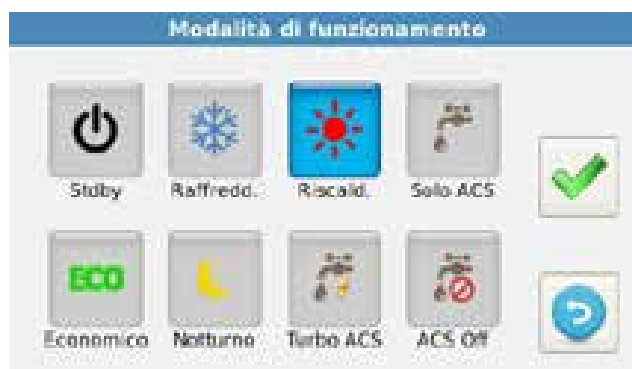 Modalità di funzionamento
Stdby Raffredd. Riscald. Solo ACS
ECO
Economico Notturno Turbo ACS ACS Off